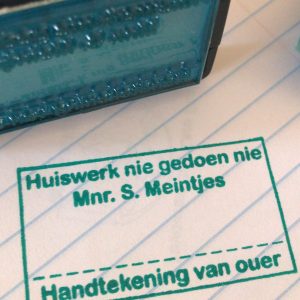 Huiswerk nie gedoen nie
Mnr. S. Meintjes
Handtekening van ouer